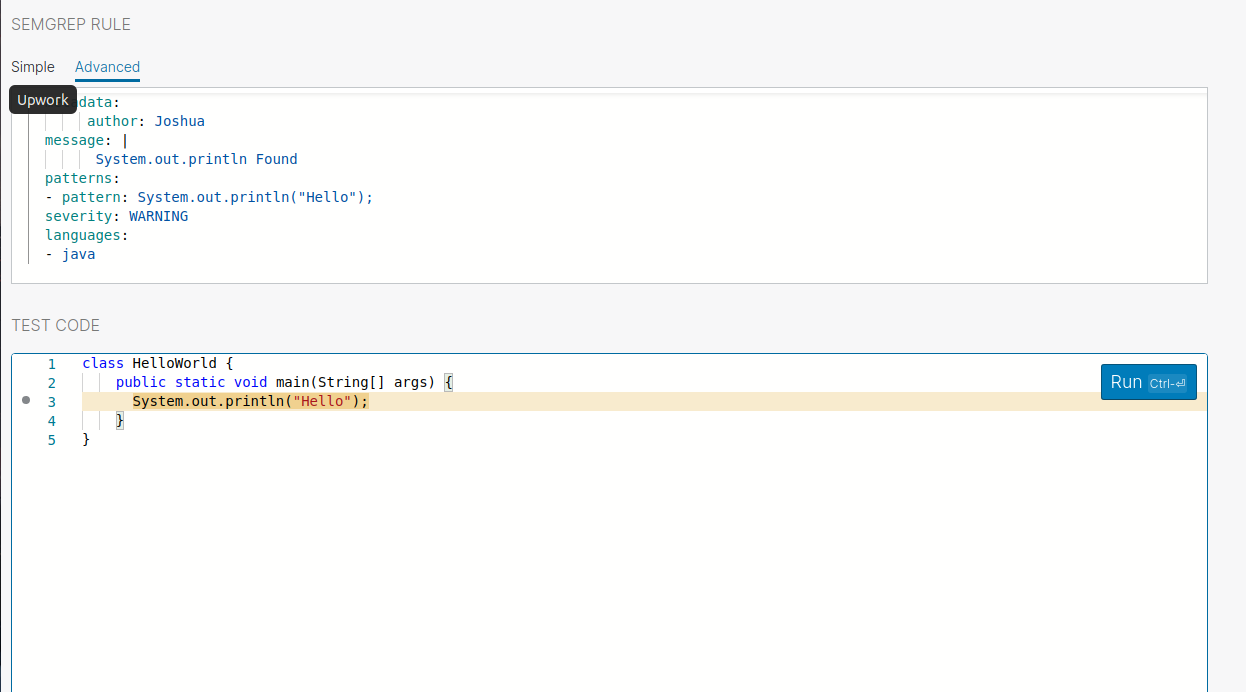 SEMGREP RULE
Simple Advanced
Upwork data:
author: Joshua
message: |
System.out.println Found
patterns:
- pattern: System.out.println("Hello");
severity: WARNING
languages:
- java
TEST CODE
1 class HelloWorld {
2 public static void main(String[] args) {
Run Ctrl-⏎
3 System.out.println("Hello");
4 }
5 }